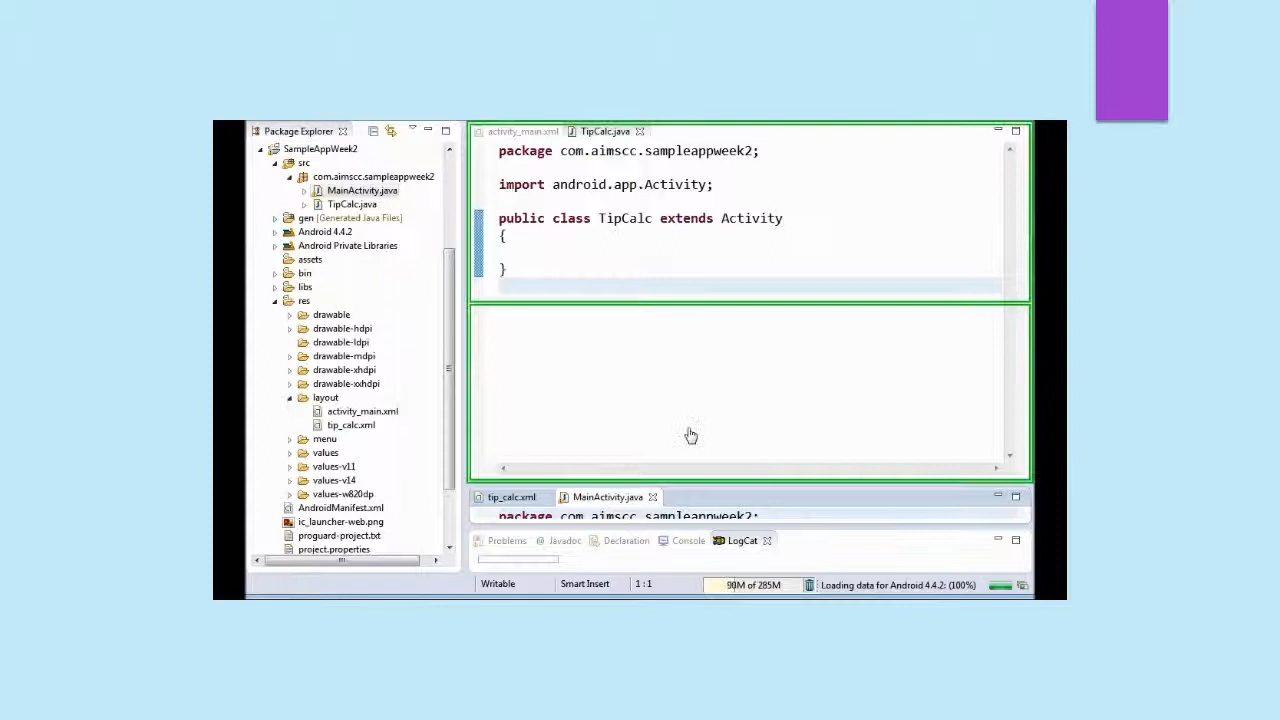 Package Explorer
SampleAppWeek2
src
com.aimscc.sampleappweek2
MainActivity.java
TipCalc.java
gen [Generated Java Files]
Android 4.4.2
Android Private Libraries
assets
bin
libs
res
drawable
drawable-hdpi
drawable-ldpi
drawable-mdpi
drawable-xhdpi
drawable-xxhdpi
layout
activity_main.xml
tip_calc.xml
menu
values
values-v11
values-v14
values-w820dp
AndroidManifest.xml
ic_launcher-web.png
proguard-project.txt
project.properties
activity_main.xml TipCalc.java
package com.aimscc.sampleappweek2;
import android.app.Activity;
public class TipCalc extends Activity
{
}
tip_calc.xml MainActivity.java
package com.aimscc.sampleappweek2;
Problems @ Javadoc Declaration Console LogCat
Writable Smart Insert 1 : 1 90M of 285M Loading data for Android 4.4.2: (100%)